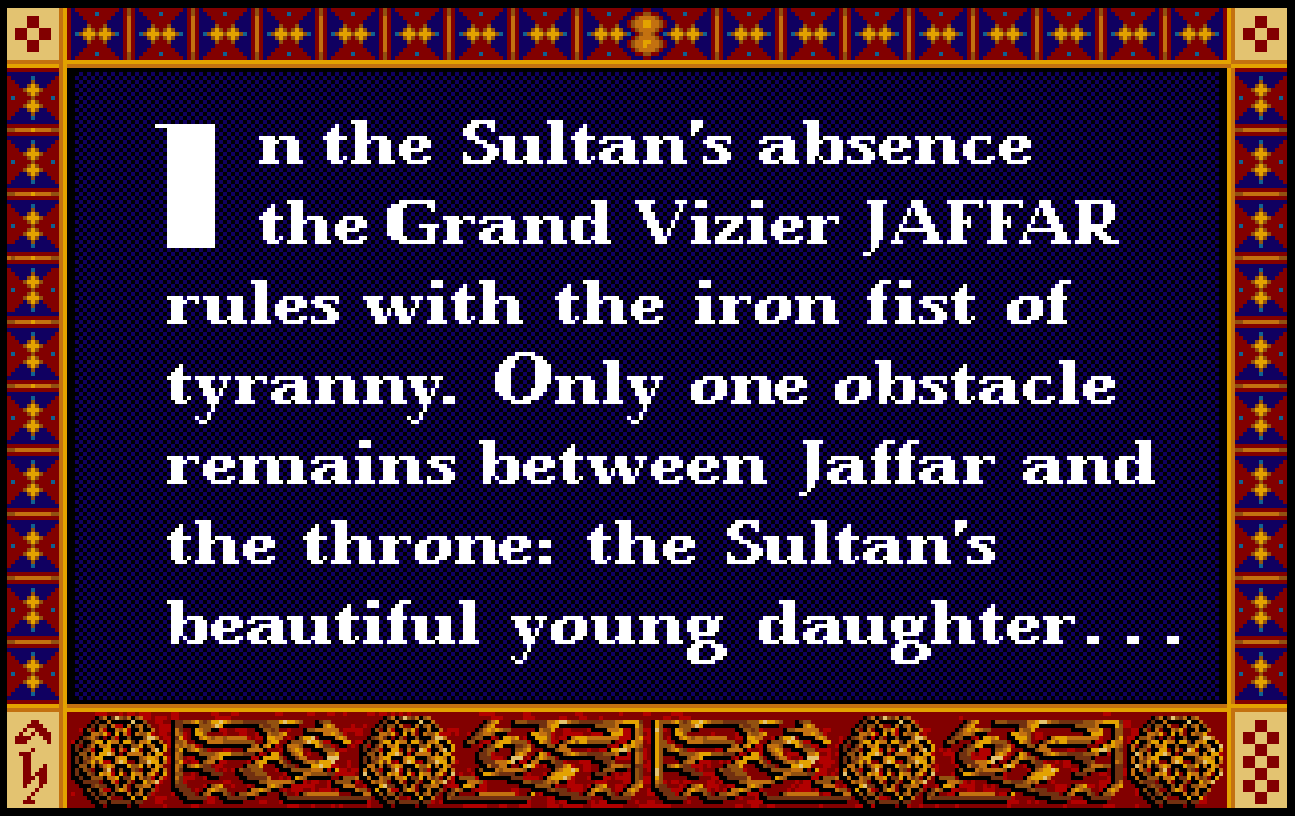 In the Sultan's absence
the Grand Vizier JAFFAR
rules with the iron fist of
tyranny. Only one obstacle
remains between Jaffar and
the throne: the Sultan's
beautiful young daughter...